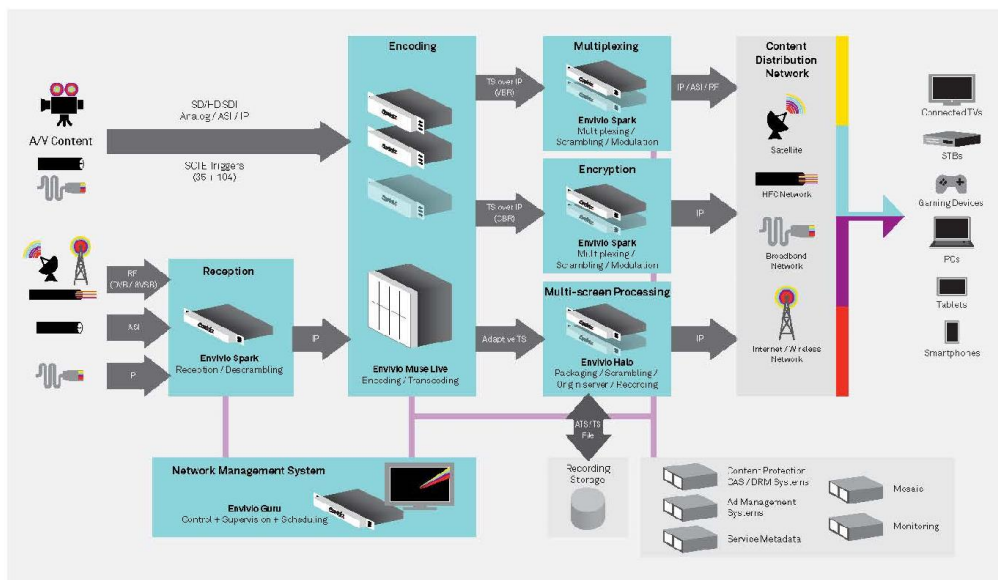 Encoding
Multiplexing
Content
Distribution
Network
A/V Content
SD/HD SDI
Analog / ASI / IP
SCTE Triggers
(35 + 104)
TS over IP
(VBR)
Envivio Spark
Multiplexing /
Scrambling / Modulation
IP / ASI / RF
Satellite
HFC Network
Broadband
Network
Internet / Wireless
Network
Connected TVs
STBs
Gaming Devices
PCs
Tablets
Smartphones
Encryption
TS over IP
(CBR)
Envivio Spark
Multiplexing /
Scrambling / Modulation
IP
RF
(DVB / 8VSB)
ASI
IP
Reception
Envivio Spark
Reception / Descrambling
IP
Envivio Muse Live
Encoding / Transcoding
Adaptive TS
Multi-screen Processing
Envivio Halo
Packaging / Scrambling /
Origin server / Recording
IP
ATS/TS
File
Recording
Storage
Network Management System
Envivio Guru
Control + Supervision + Scheduling
Content Protection
CAS / DRM Systems
Ad Management
Systems
Service Metadata
Mosaic
Monitoring